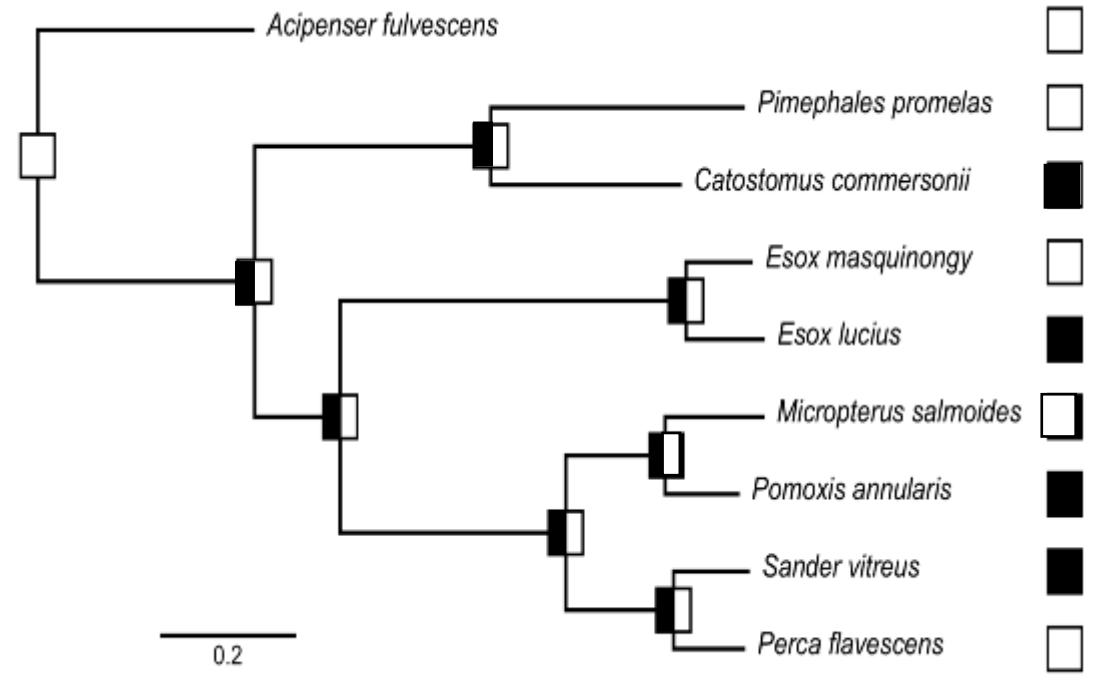 Acipenser fulvescens
Pimephales promelas
Catostomus commersonii
Esox masquinongy
Esox lucius
Micropterus salmoides
Pomoxis annularis
Sander vitreus
Perca flavescens
0.2